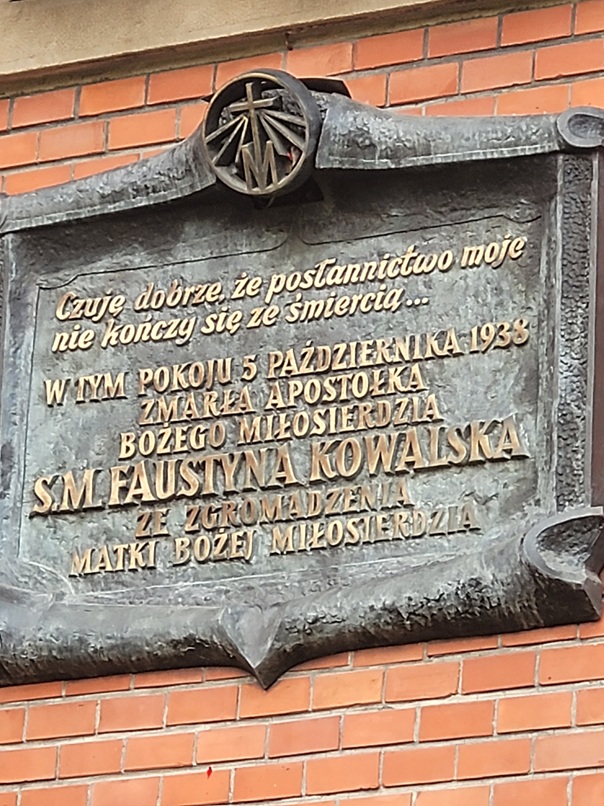 Czuję dobrze, że posłannictwo moje
nie kończy się ze śmiercią...
W TYM POKOJU 5 PAŹDZIERNIKA 1938
ZMARŁA APOSTOŁKA
BOŻEGO MIŁOSIERDZIA
S.M. FAUSTYNA KOWALSKA
ZE ZGROMADZENIA
MATKI BOŻEJ MIŁOSIERDZIA